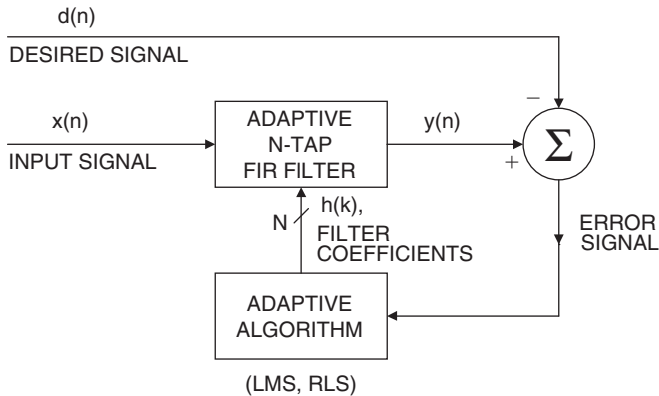 d(n)
DESIRED SIGNAL
−
x(n)
INPUT SIGNAL
ADAPTIVE
N-TAP
FIR FILTER
y(n)
+
Σ
N
h(k),
FILTER
COEFFICIENTS
ERROR
SIGNAL
ADAPTIVE
ALGORITHM
(LMS, RLS)